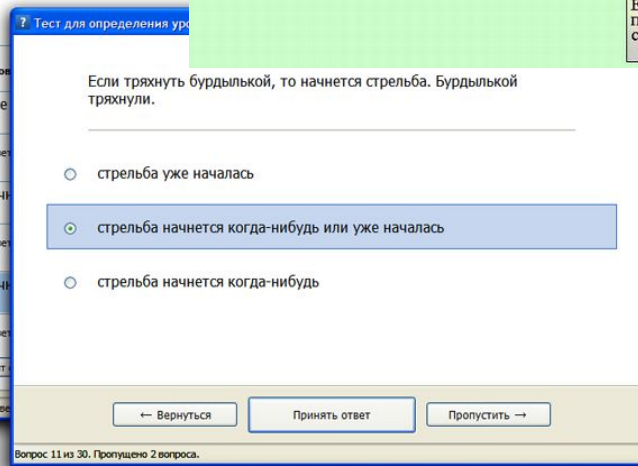 Тест для определения
Если тряхнуть бурдылькой, то начнется стрельба. Бурдылькой
тряхнули.
стрельба уже началась
стрельба начнется когда-нибудь или уже началась
стрельба начнется когда-нибудь
← Вернуться
Принять ответ
Пропустить →
Вопрос 11 из 30. Пропущено 2 вопроса.